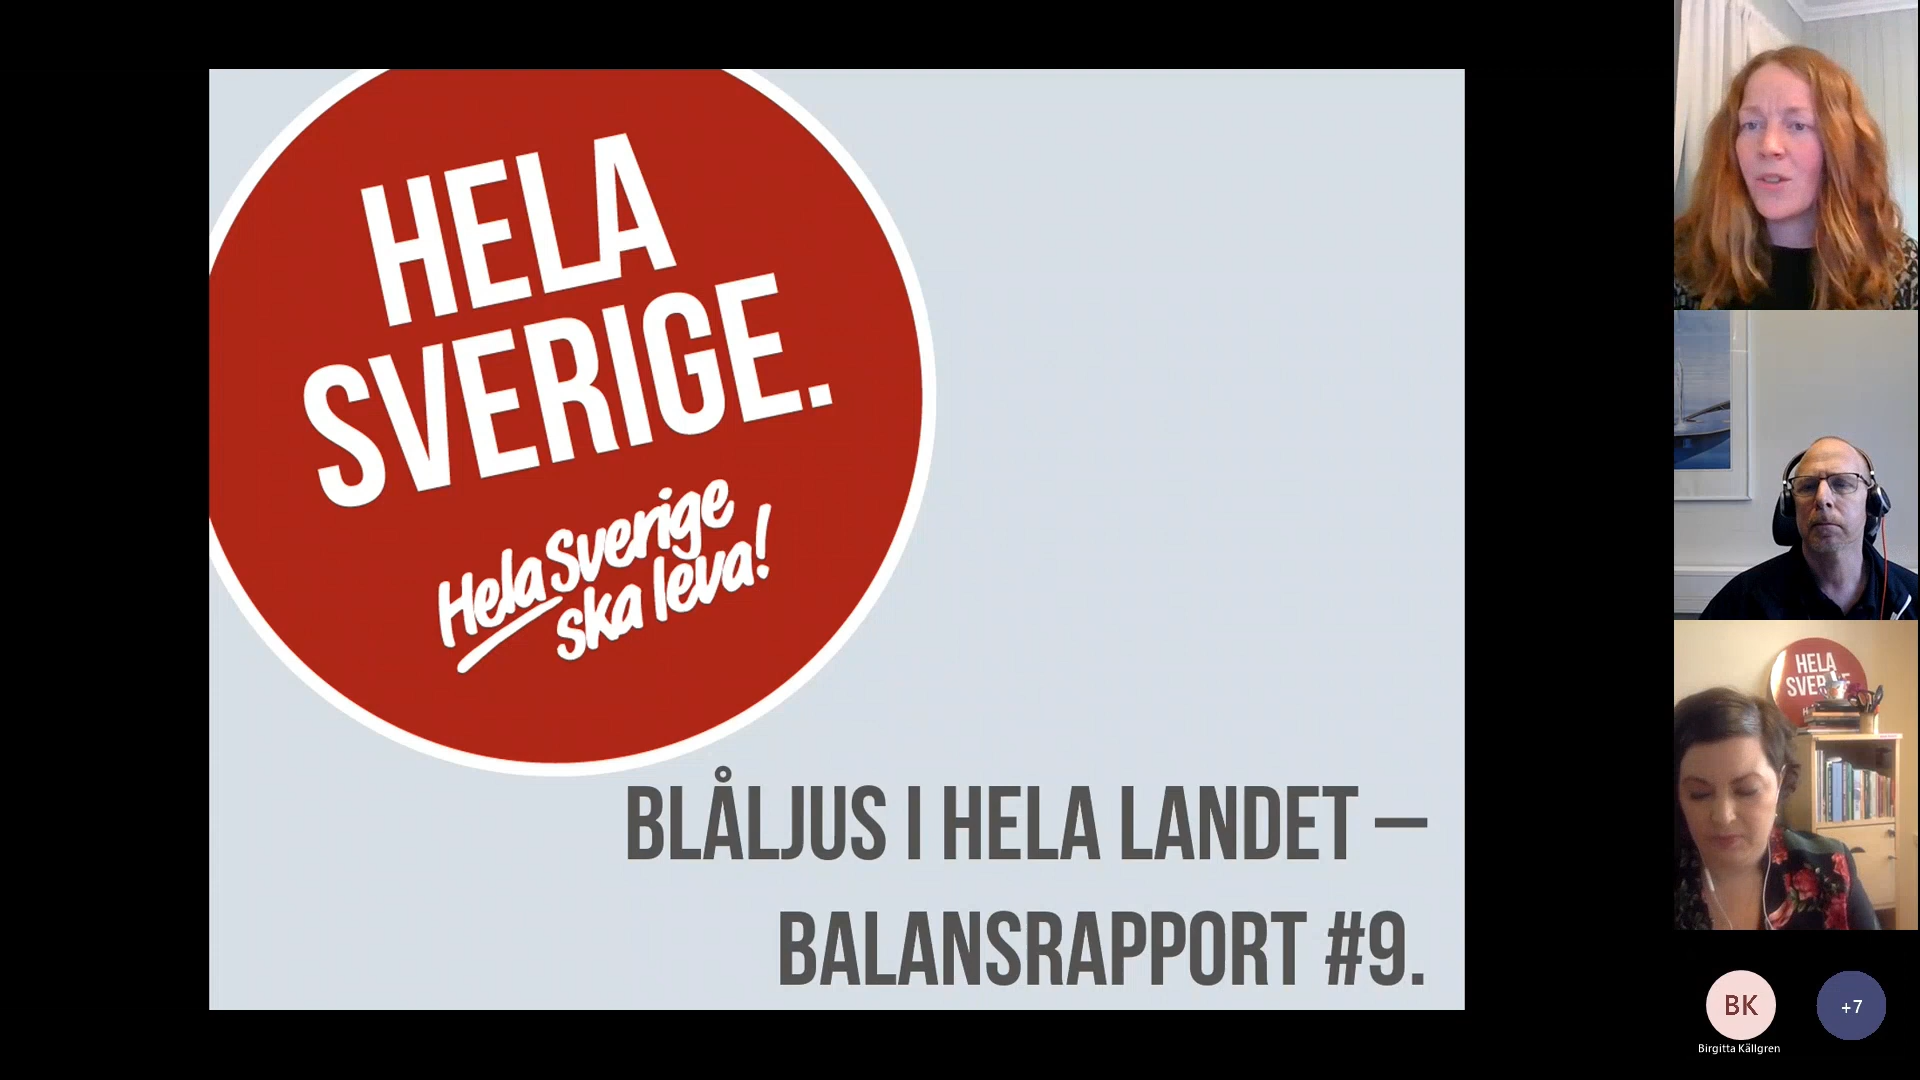 HELA
SVERIGE.
Hela Sverige
ska leva!
BLÅLJUS I HELA LANDET –
BALANSRAPPORT #9.
HELA
BK
+7
Birgitta Källgren